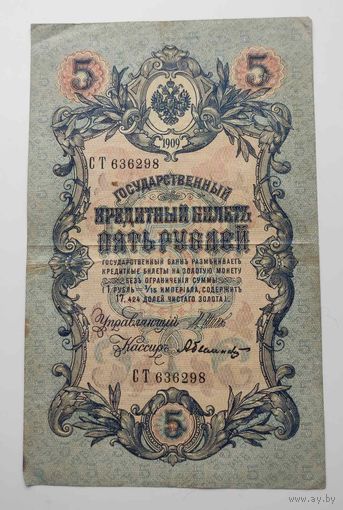 5 5
1909
СТ 636298
ГОСУДАРСТВЕННЫЙ
КРЕДИТНЫЙ БИЛЕТЪ
ПЯТЬ РУБЛЕЙ
ГОСУДАРСТВЕННЫЙ БАНКЪ РАЗМѢНИВАЕТЪ
КРЕДИТНЫЕ БИЛЕТЫ НА ЗОЛОТУЮ МОНЕТУ
БЕЗЪ ОГРАНИЧЕНІЯ СУММЫ
(1 РУБЛЬ = 1/15 ИМПЕРІАЛА, СОДЕРЖИТЪ
17,424 ДОЛЕЙ ЧИСТАГО ЗОЛОТА).
Управляющій
Кассиръ
СТ 636298
5
www.ay.by